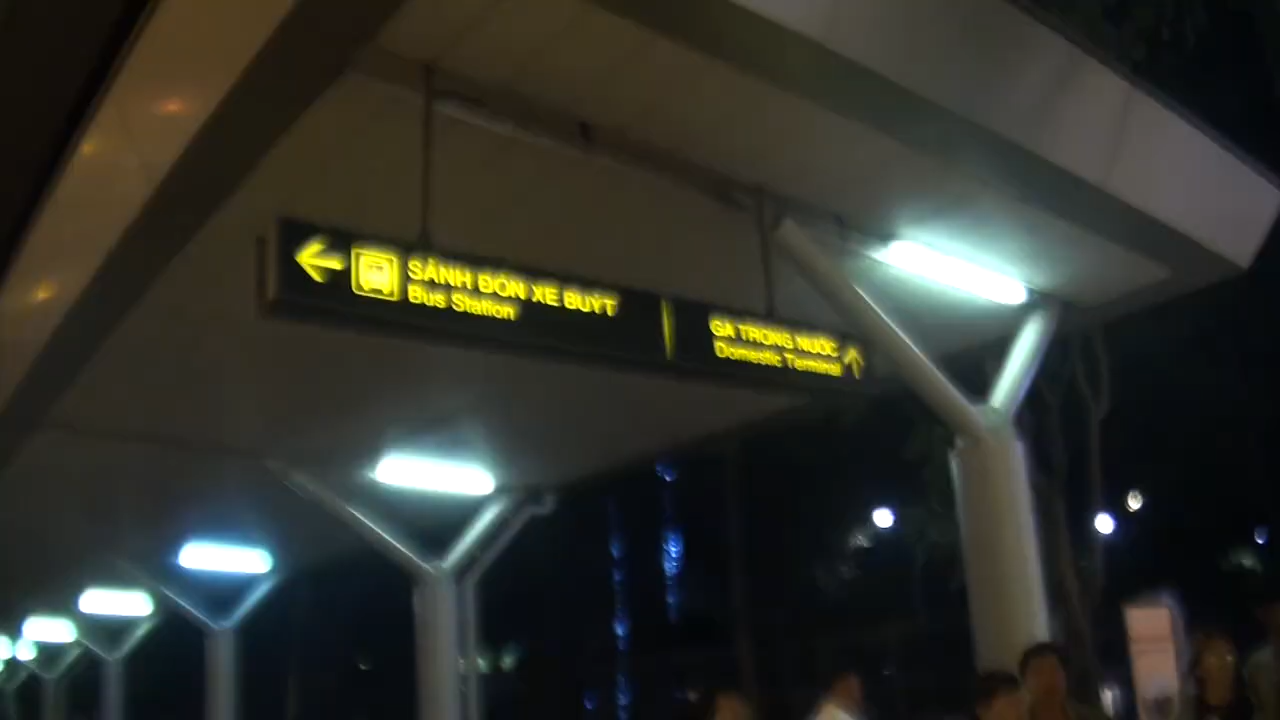 SẢNH ĐÓN XE BUÝT
Bus Station
GA TRONG NƯỚC
Domestic Terminal